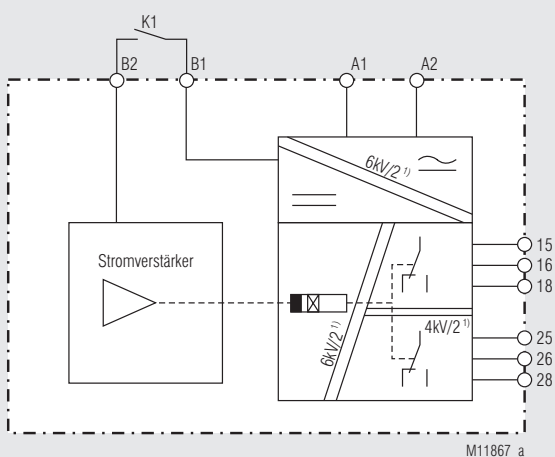 K1
B2 B1 A1 A2
6kV/2 1)
Stromverstärker
15
16
18
6kV/2 1)
4kV/2 1)
25
26
28
M11867_a